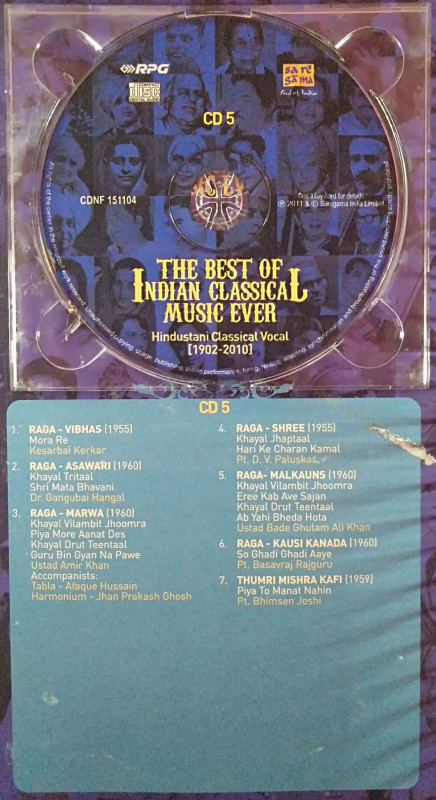 RPG
sa re
ga ma
COMPACT
disc
DIGITAL AUDIO
CD 5
CDNF 151104
See inlay card for details
℗ 2011 & © Saregama India Limited
THE BEST OF
INDIAN CLASSICAL
MUSIC EVER
Hindustani Classical Vocal
[1902-2010]
CD 5
1. RAGA - VIBHAS (1955)
Mora Re
Kesarbai Kerkar
2. RAGA - ASAWARI (1960)
Khayal Tritaal
Shri Mata Bhavani
Dr. Gangubai Hangal
3. RAGA - MARWA (1960)
Khayal Vilambit Jhoomra
Piya More Aanat Des
Khayal Drut Teentaal
Guru Bin Gyan Na Pawe
Ustad Amir Khan
Accompanists:
Tabla - Afaque Hussain
Harmonium - Jhan Prakash Ghosh
4. RAGA - SHREE (1955)
Khayal Jhaptaal
Hari Ke Charan Kamal
Pt. D. V. Paluskar
5. RAGA - MALKAUNS (1960)
Khayal Vilambit Jhoomra
Eree Kab Ave Sajan
Khayal Drut Teentaal
Ab Yahi Bheda Hota
Ustad Bade Ghulam Ali Khan
6. RAGA - KAUSI KANADA (1960)
So Ghadi Ghadi Aaye
Pt. Basavraj Rajguru
7. THUMRI MISHRA KAFI (1959)
Piya To Manat Nahin
Pt. Bhimsen Joshi